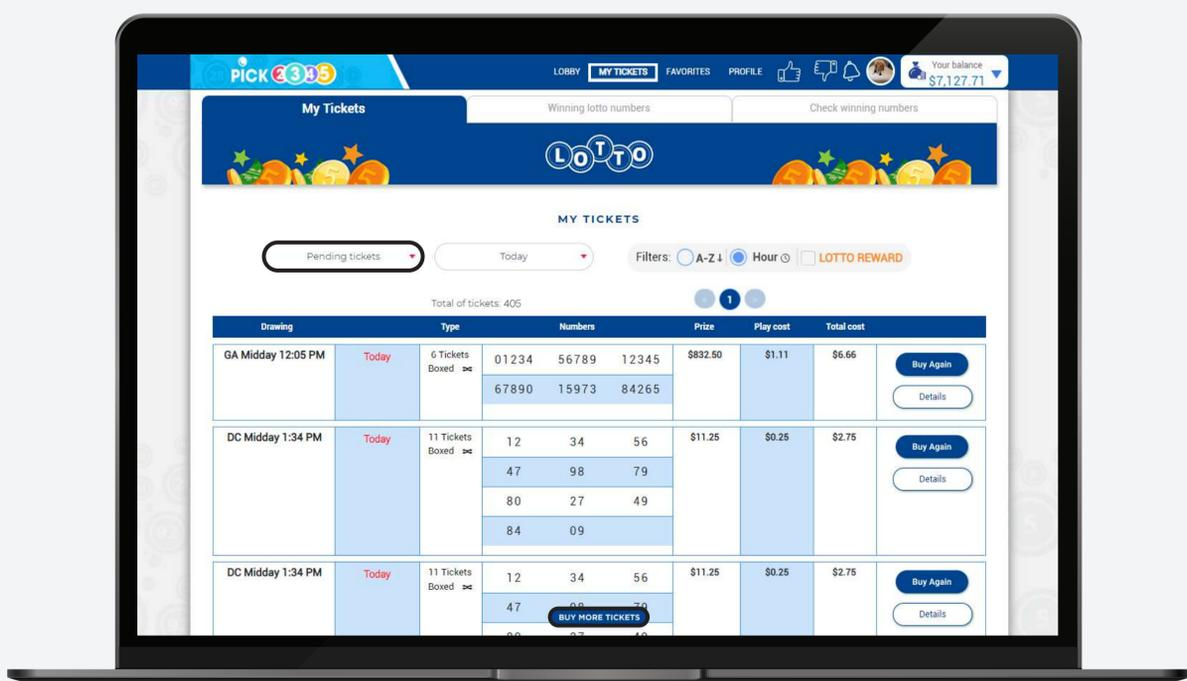 PICK 2345
LOBBY MY TICKETS FAVORITES PROFILE
Your balance
$7,127.71
My Tickets
Winning lotto numbers
Check winning numbers
LOTTO
MY TICKETS
Pending tickets
Today
Filters: A-Z↓ Hour LOTTO REWARD
Total of tickets: 405
1
Drawing Type Numbers Prize Play cost Total cost
GA Midday 12:05 PM Today 6 Tickets 01234 56789 12345 $832.50 $1.11 $6.66 Buy Again
Boxed
67890 15973 84265 Details
DC Midday 1:34 PM Today 11 Tickets 12 34 56 $11.25 $0.25 $2.75 Buy Again
Boxed
47 98 79 Details
80 27 49
84 09
DC Midday 1:34 PM Today 11 Tickets 12 34 56 $11.25 $0.25 $2.75 Buy Again
Boxed
47 98 79 Details
BUY MORE TICKETS